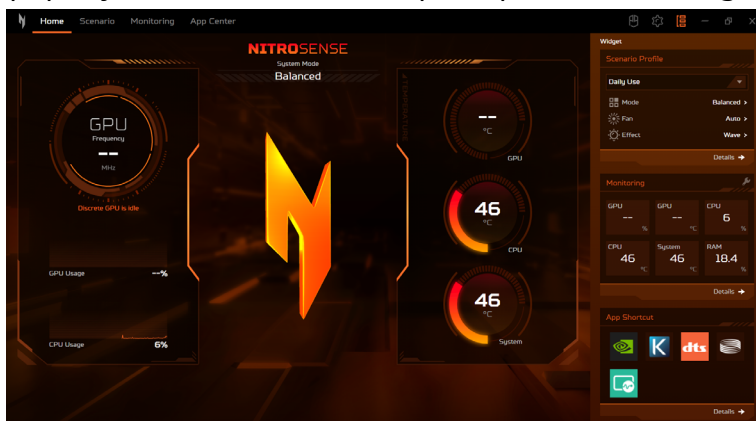 Home Scenario Monitoring App Center
NITROSENSE
System Mode
Balanced
GPU
Frequency
--
MHz
Discrete GPU is idle
GPU Usage --%
CPU Usage 6%
TEMPERATURE
--
°C
GPU
46
°C
CPU
46
°C
System
Widget
Scenario Profile
Daily Use
Mode Balanced >
Fan Auto >
Effect Wave >
Details →
Monitoring
GPU GPU CPU
-- -- 6
% °C %
CPU System RAM
46 46 18.4
°C °C %
Details →
App Shortcut
K dts
Details →